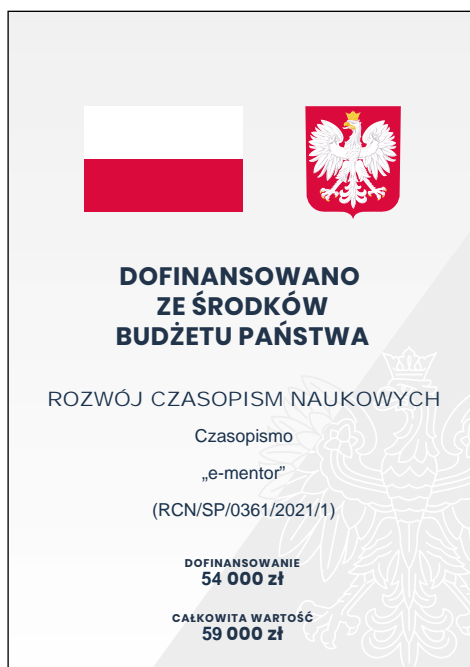 DOFINANSOWANO
ZE ŚRODKÓW
BUDŻETU PAŃSTWA
ROZWÓJ CZASOPISM NAUKOWYCH
Czasopismo
„e-mentor”
(RCN/SP/0361/2021/1)
DOFINANSOWANIE
54 000 zł
CAŁKOWITA WARTOŚĆ
59 000 zł